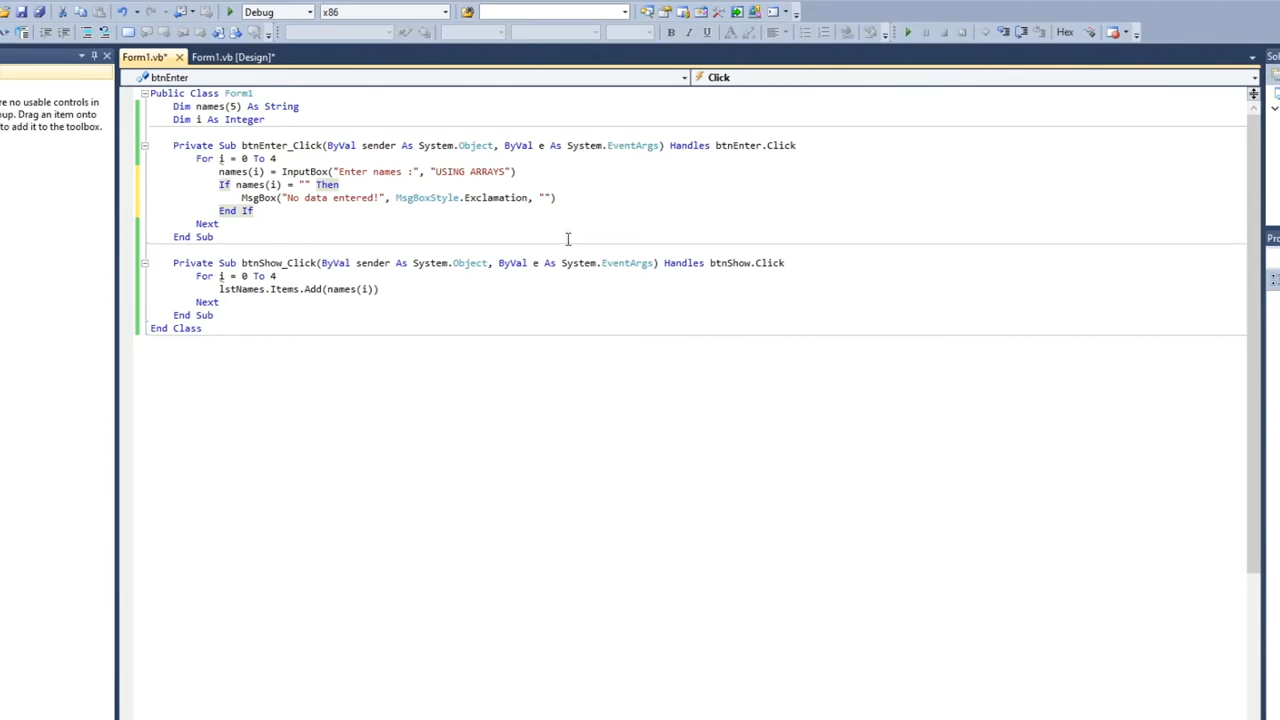 Debug
x86
Hex
Form1.vb*
Form1.vb [Design]*
btnEnter
Click
re no usable controls in
oup. Drag an item onto
to add it to the toolbox.
Public Class Form1
Dim names(5) As String
Dim i As Integer
Private Sub btnEnter_Click(ByVal sender As System.Object, ByVal e As System.EventArgs) Handles btnEnter.Click
For i = 0 To 4
names(i) = InputBox("Enter names :", "USING ARRAYS")
If names(i) = "" Then
MsgBox("No data entered!", MsgBoxStyle.Exclamation, "")
End If
Next
End Sub
Private Sub btnShow_Click(ByVal sender As System.Object, ByVal e As System.EventArgs) Handles btnShow.Click
For i = 0 To 4
lstNames.Items.Add(names(i))
Next
End Sub
End Class
Sol
Pro